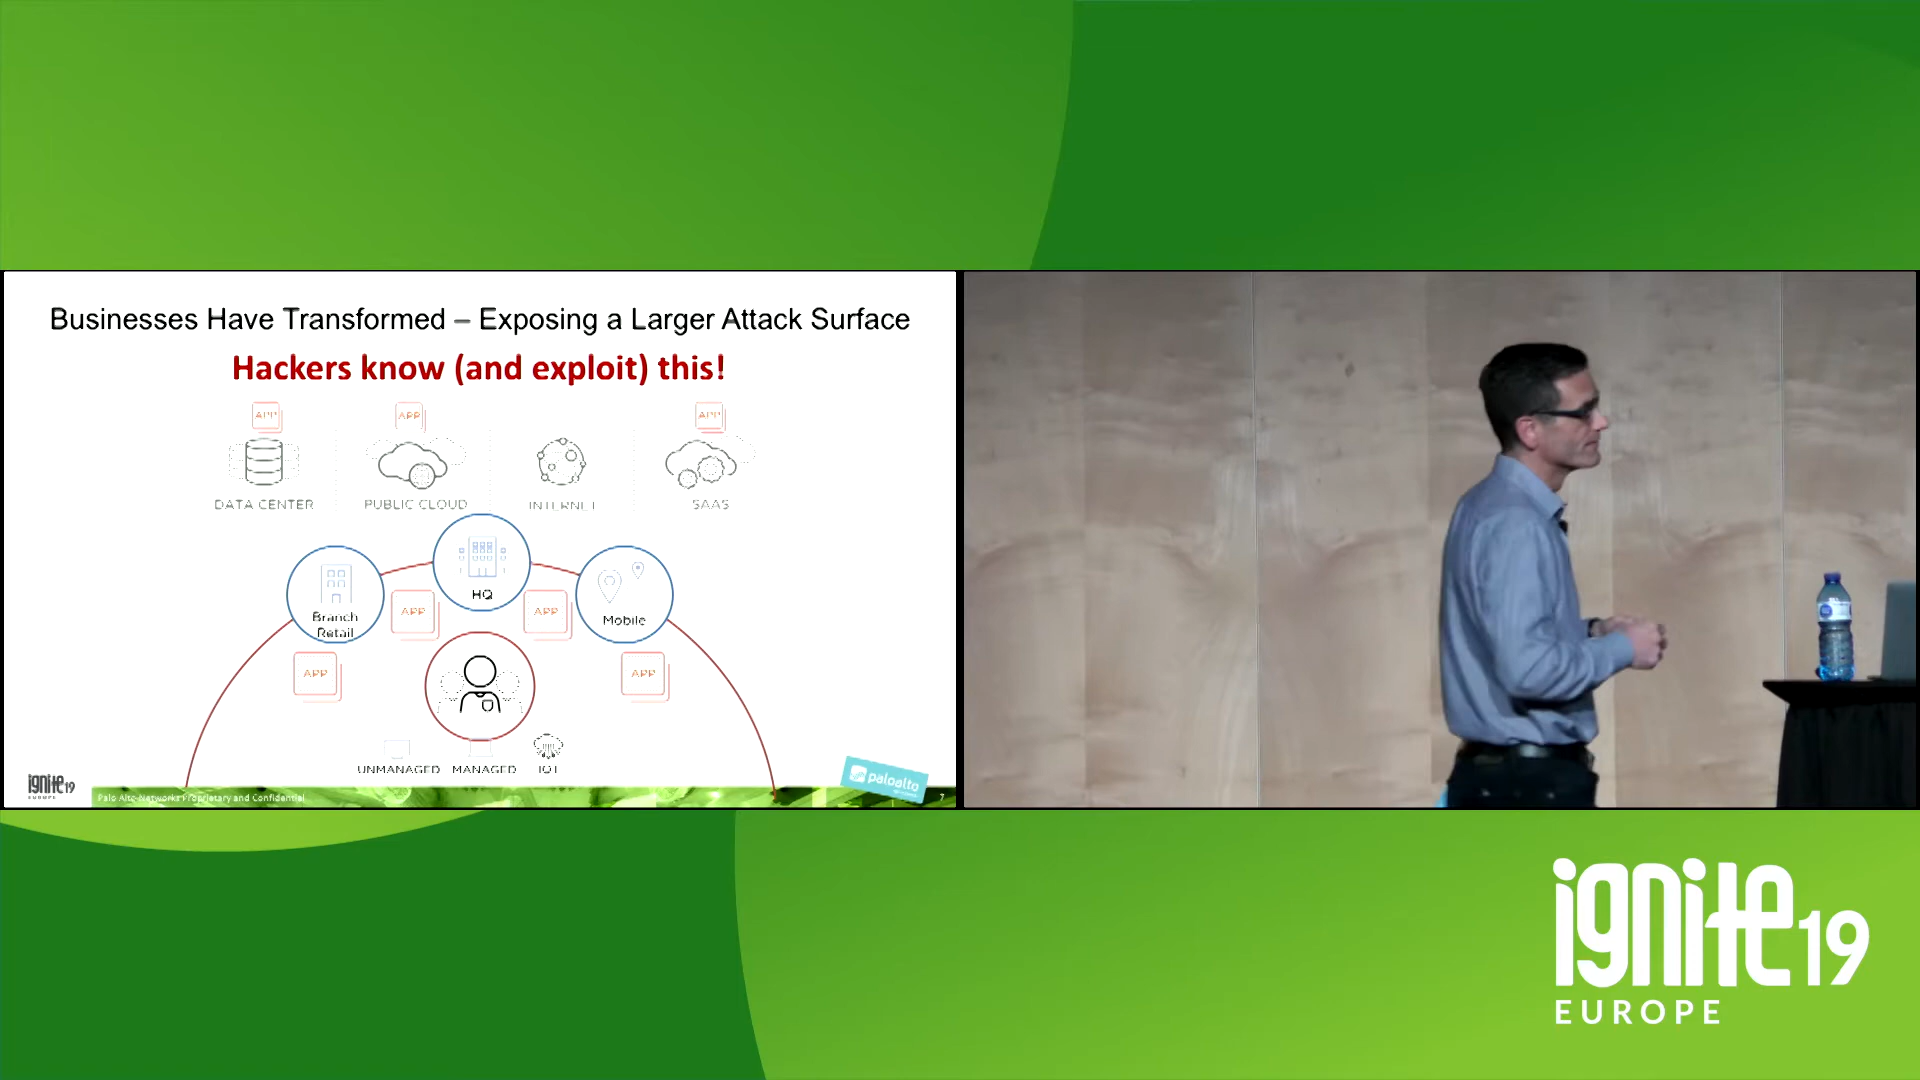 Businesses Have Transformed – Exposing a Larger Attack Surface
Hackers know (and exploit) this!
APP
APP
APP
DATA CENTER
PUBLIC CLOUD
INTERNET
SAAS
HQ
Branch
Retail
Mobile
APP
APP
APP
APP
UNMANAGED
MANAGED
IOT
ignite19
EUROPE
Palo Alto Networks Proprietary and Confidential
paloalto
7
ignite19
EUROPE